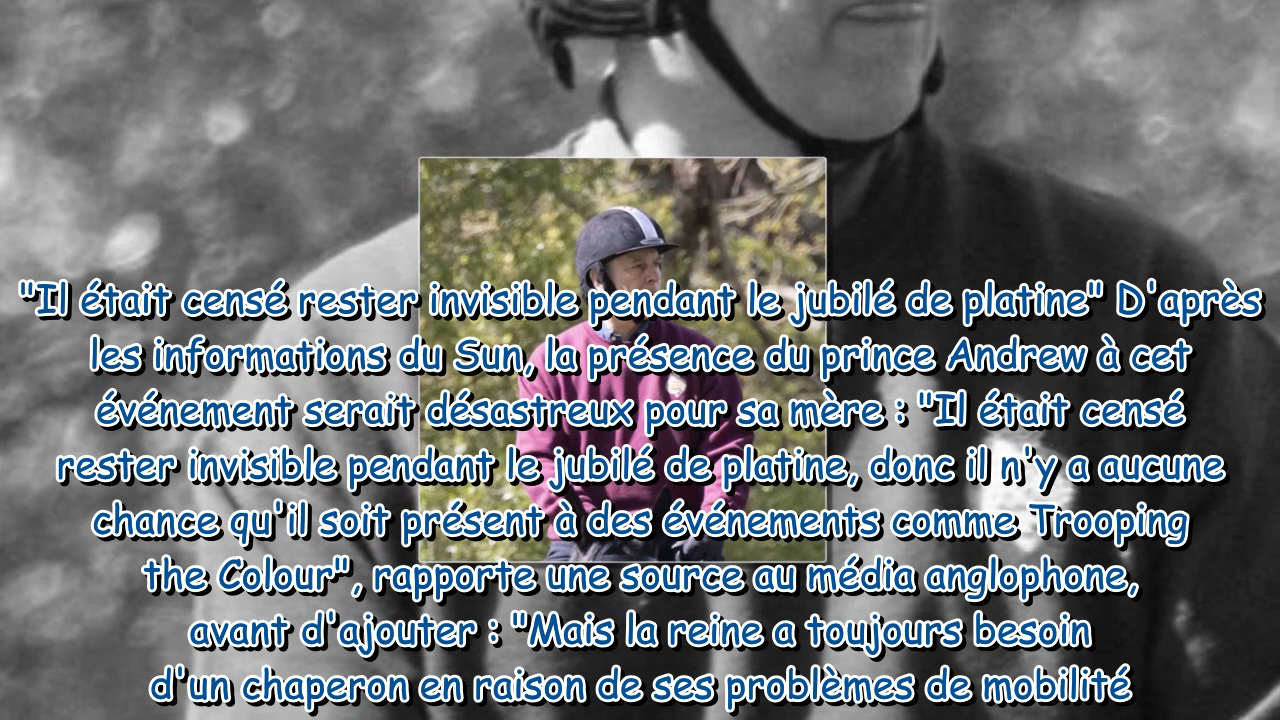 "Il était censé rester invisible pendant le jubilé de platine" D'après
les informations du Sun, la présence du prince Andrew à cet
événement serait désastreux pour sa mère : "Il était censé
rester invisible pendant le jubilé de platine, donc il n'y a aucune
chance qu'il soit présent à des événements comme Trooping
the Colour", rapporte une source au média anglophone,
avant d'ajouter : "Mais la reine a toujours besoin
d'un chaperon en raison de ses problèmes de mobilité